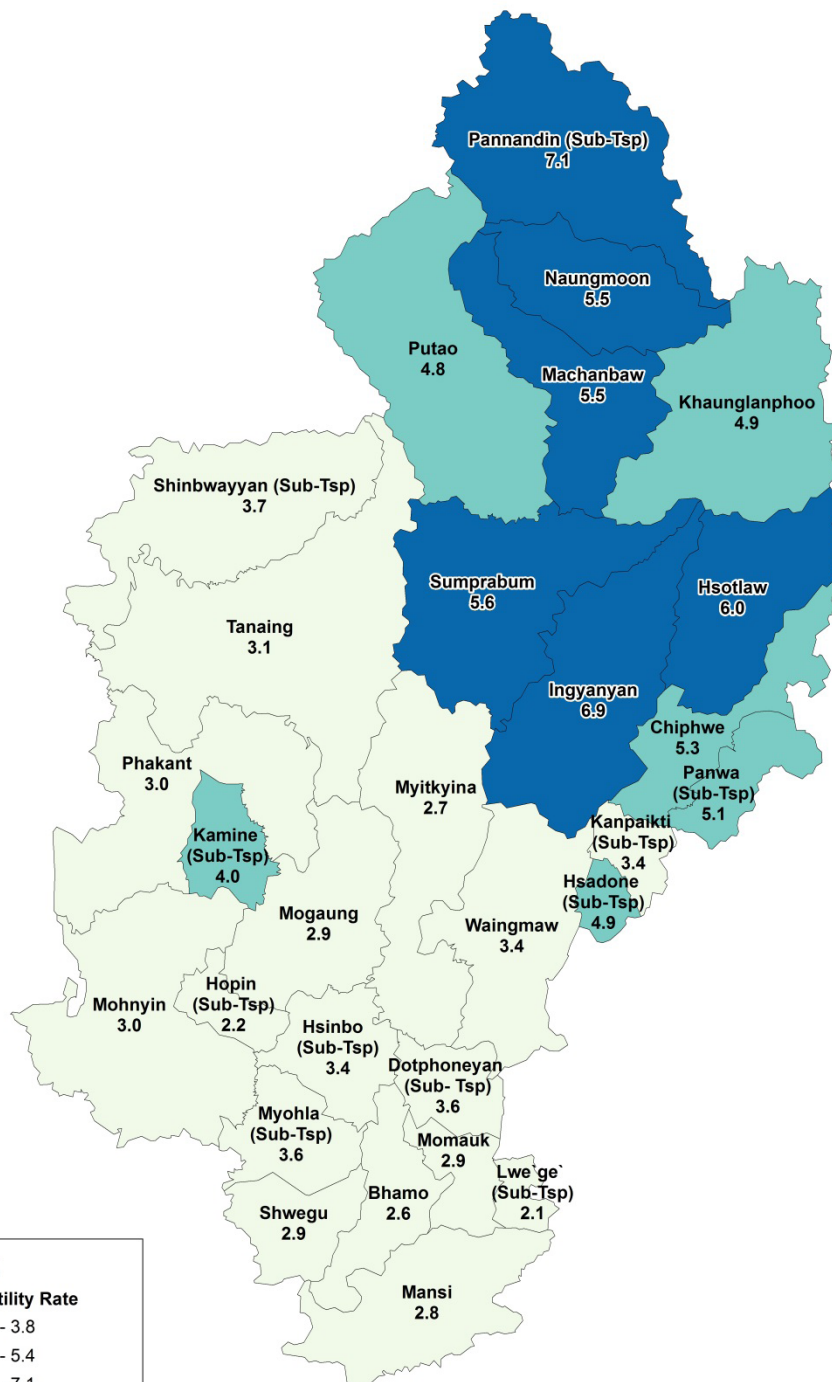 Pannandin (Sub-Tsp)
7.1
Naungmoon
5.5
Putao
4.8
Machanbaw
5.5
Khaunglanphoo
4.9
Shinbwayyan (Sub-Tsp)
3.7
Sumprabum
5.6
Hsotlaw
6.0
Tanaing
3.1
Ingyanyan
6.9
Chiphwe
5.3
Phakant
3.0
Myitkyina
2.7
Panwa
(Sub-Tsp)
5.1
Kamine
(Sub-Tsp)
4.0
Kanpaikti
(Sub-Tsp)
3.4
Hsadone
(Sub-Tsp)
4.9
Mogaung
2.9
Waingmaw
3.4
Hopin
(Sub-Tsp)
2.2
Mohnyin
3.0
Hsinbo
(Sub-Tsp)
3.4
Dotphoneyan
(Sub- Tsp)
3.6
Myohla
(Sub-Tsp)
3.6
Momauk
2.9
Lwe`ge`
(Sub-Tsp)
2.1
Bhamo
2.6
Shwegu
2.9
Mansi
2.8
tility Rate
- 3.8
- 5.4
- 7.1